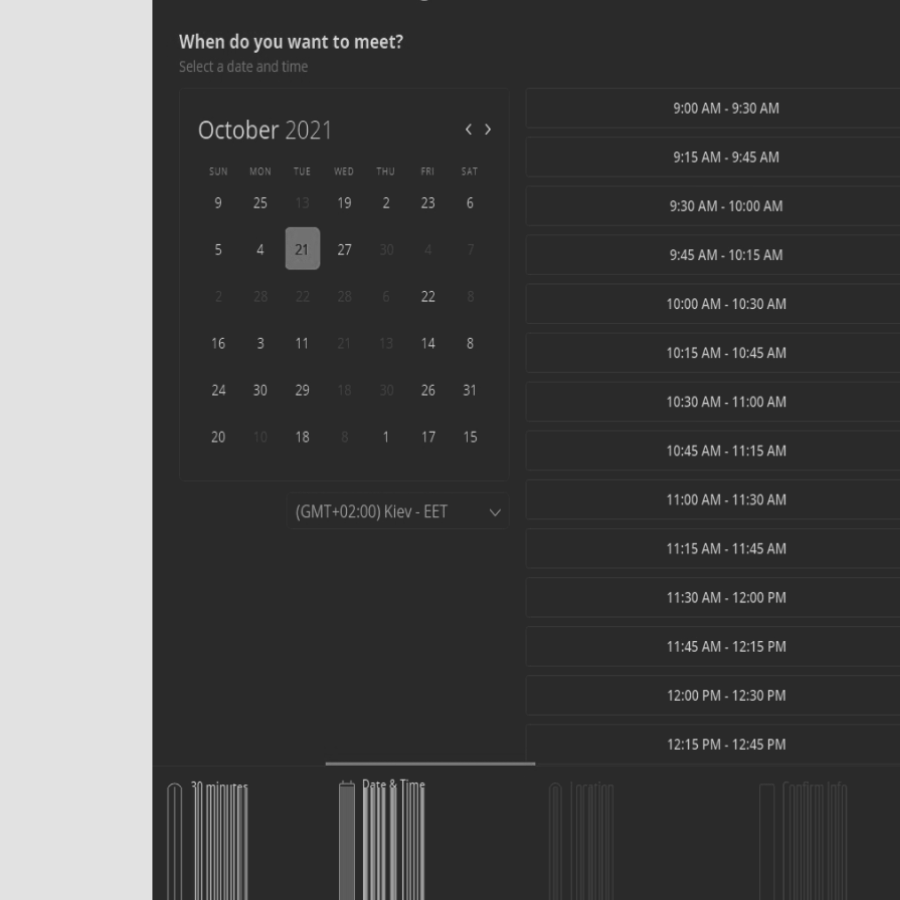 When do you want to meet?
Select a date and time
October 2021
SUN MON TUE WED THU FRI SAT
9 25 13 19 2 23 6
5 4 21 27 30 4 7
2 28 22 28 6 22 8
16 3 11 21 13 14 8
24 30 29 18 30 26 31
20 10 18 8 1 17 15
(GMT+02:00) Kiev - EET
9:00 AM - 9:30 AM
9:15 AM - 9:45 AM
9:30 AM - 10:00 AM
9:45 AM - 10:15 AM
10:00 AM - 10:30 AM
10:15 AM - 10:45 AM
10:30 AM - 11:00 AM
10:45 AM - 11:15 AM
11:00 AM - 11:30 AM
11:15 AM - 11:45 AM
11:30 AM - 12:00 PM
11:45 AM - 12:15 PM
12:00 PM - 12:30 PM
12:15 PM - 12:45 PM
30 minutes Date & Time Location Confirm Info